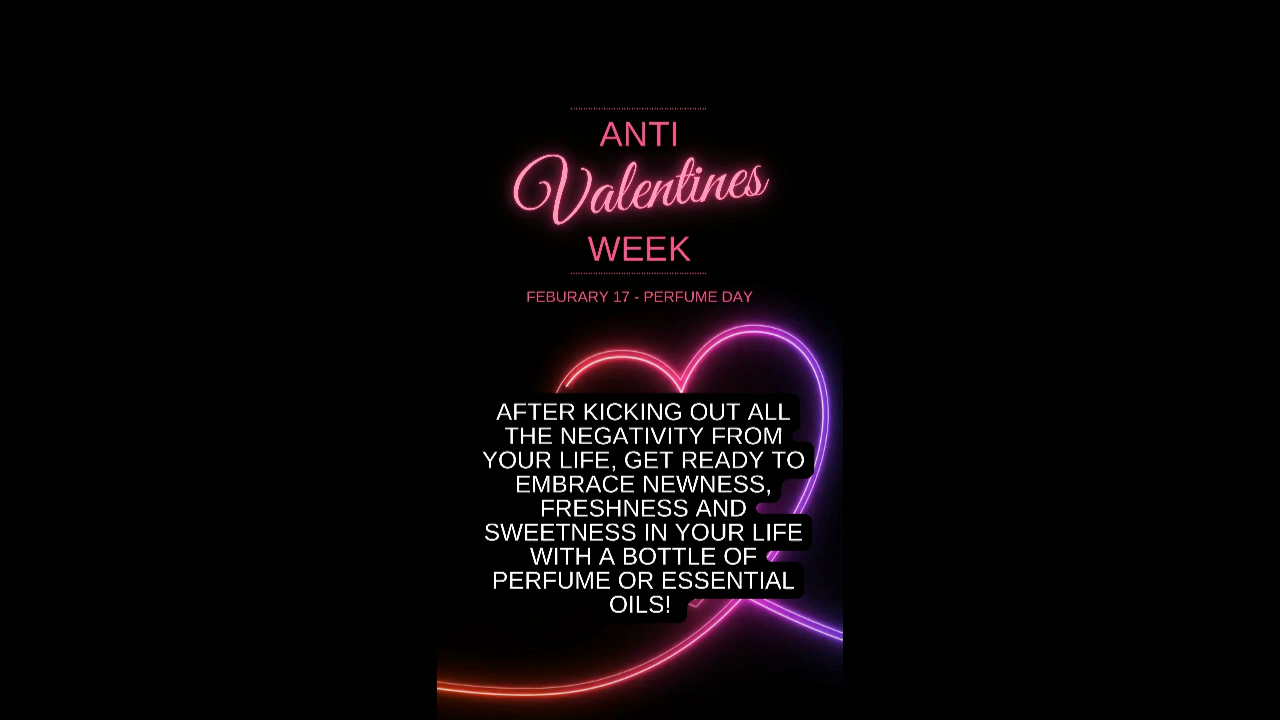 ANTI
Valentines
WEEK
FEBURARY 17 - PERFUME DAY
AFTER KICKING OUT ALL
THE NEGATIVITY FROM
YOUR LIFE, GET READY TO
EMBRACE NEWNESS,
FRESHNESS AND
SWEETNESS IN YOUR LIFE
WITH A BOTTLE OF
PERFUME OR ESSENTIAL
OILS!